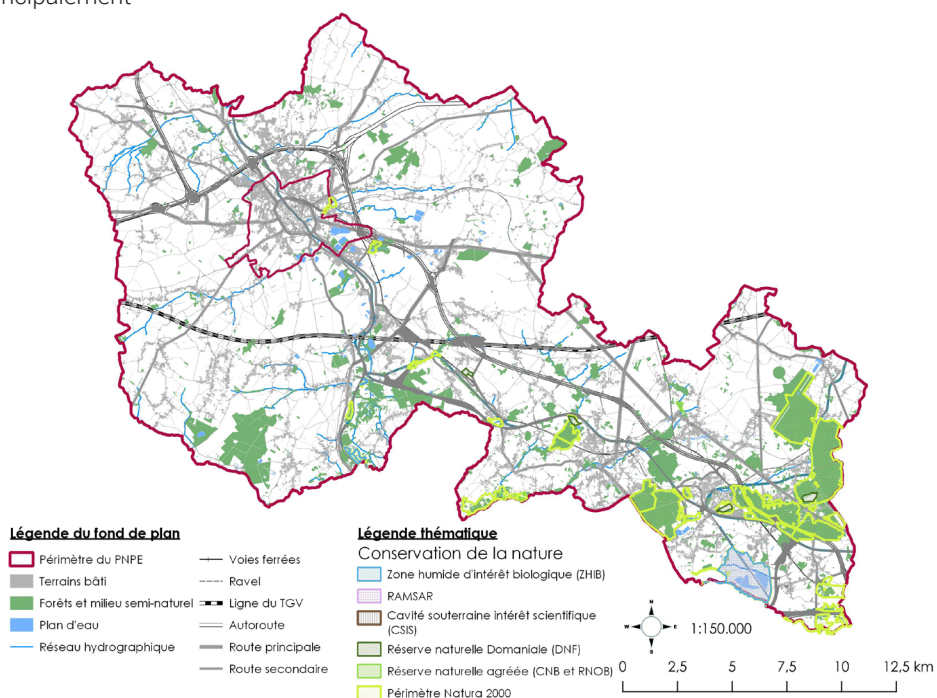 ncipalement
Légende du fond de plan
Périmètre du PNPE
Terrains bâti
Forêts et milieu semi-naturel
Plan d'eau
Réseau hydrographique
Voies ferrées
Ravel
Ligne du TGV
Autoroute
Route principale
Route secondaire
Légende thématique
Conservation de la nature
Zone humide d'intérêt biologique (ZHIB)
RAMSAR
Cavité souterraine intérêt scientifique
(CSIS)
Réserve naturelle Domaniale (DNF)
Réserve naturelle agréée (CNB et RNOB)
Périmètre Natura 2000
N
W E
S
1:150.000
0 2,5 5 7,5 10 12,5 km